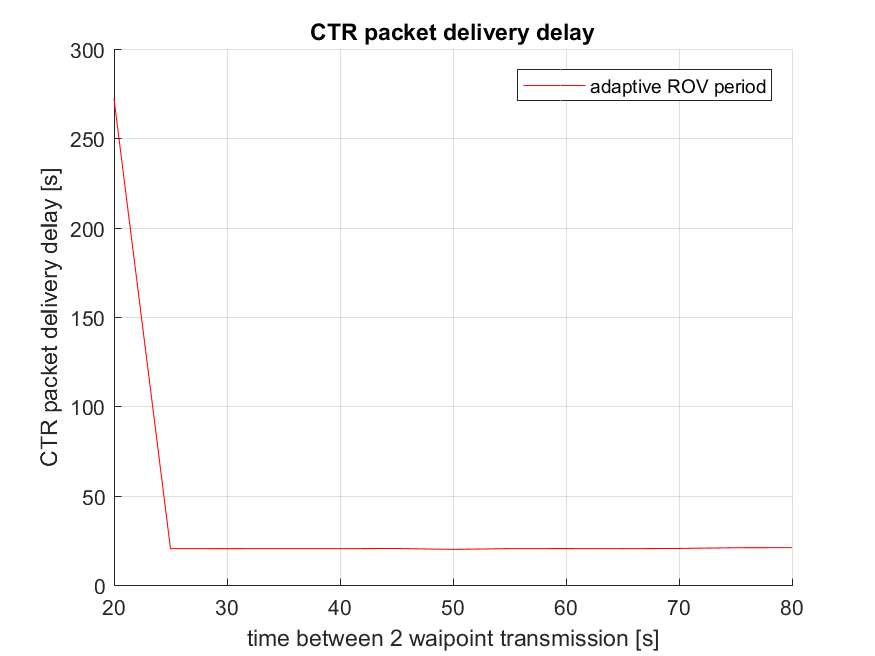 CTR packet delivery delay
adaptive ROV period
CTR packet delivery delay [s]
300
250
200
150
100
50
0
20 30 40 50 60 70 80
time between 2 waipoint transmission [s]